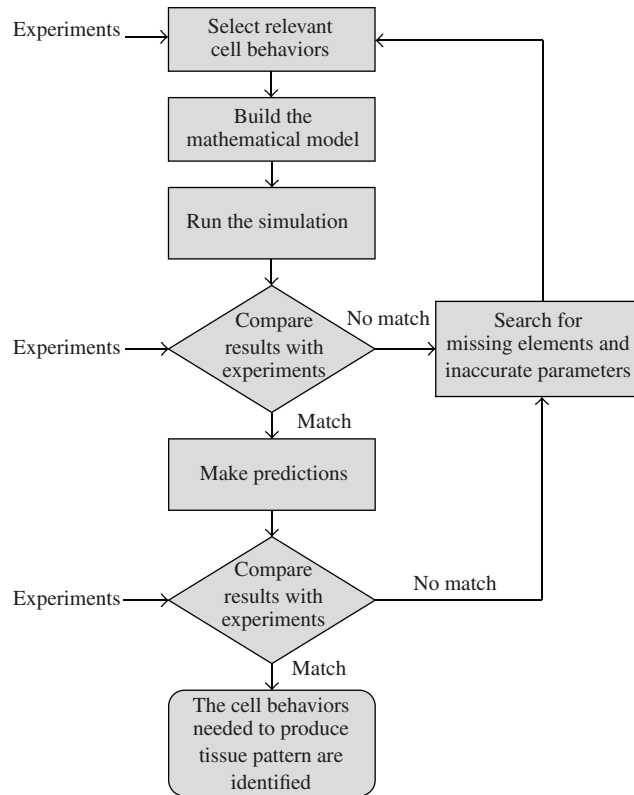 Experiments
Select relevant
cell behaviors
Build the
mathematical model
Run the simulation
Experiments
Compare
results with
experiments
No match
Search for
missing elements and
inaccurate parameters
Match
Make predictions
Experiments
Compare
results with
experiments
No match
Match
The cell behaviors
needed to produce
tissue pattern are
identified